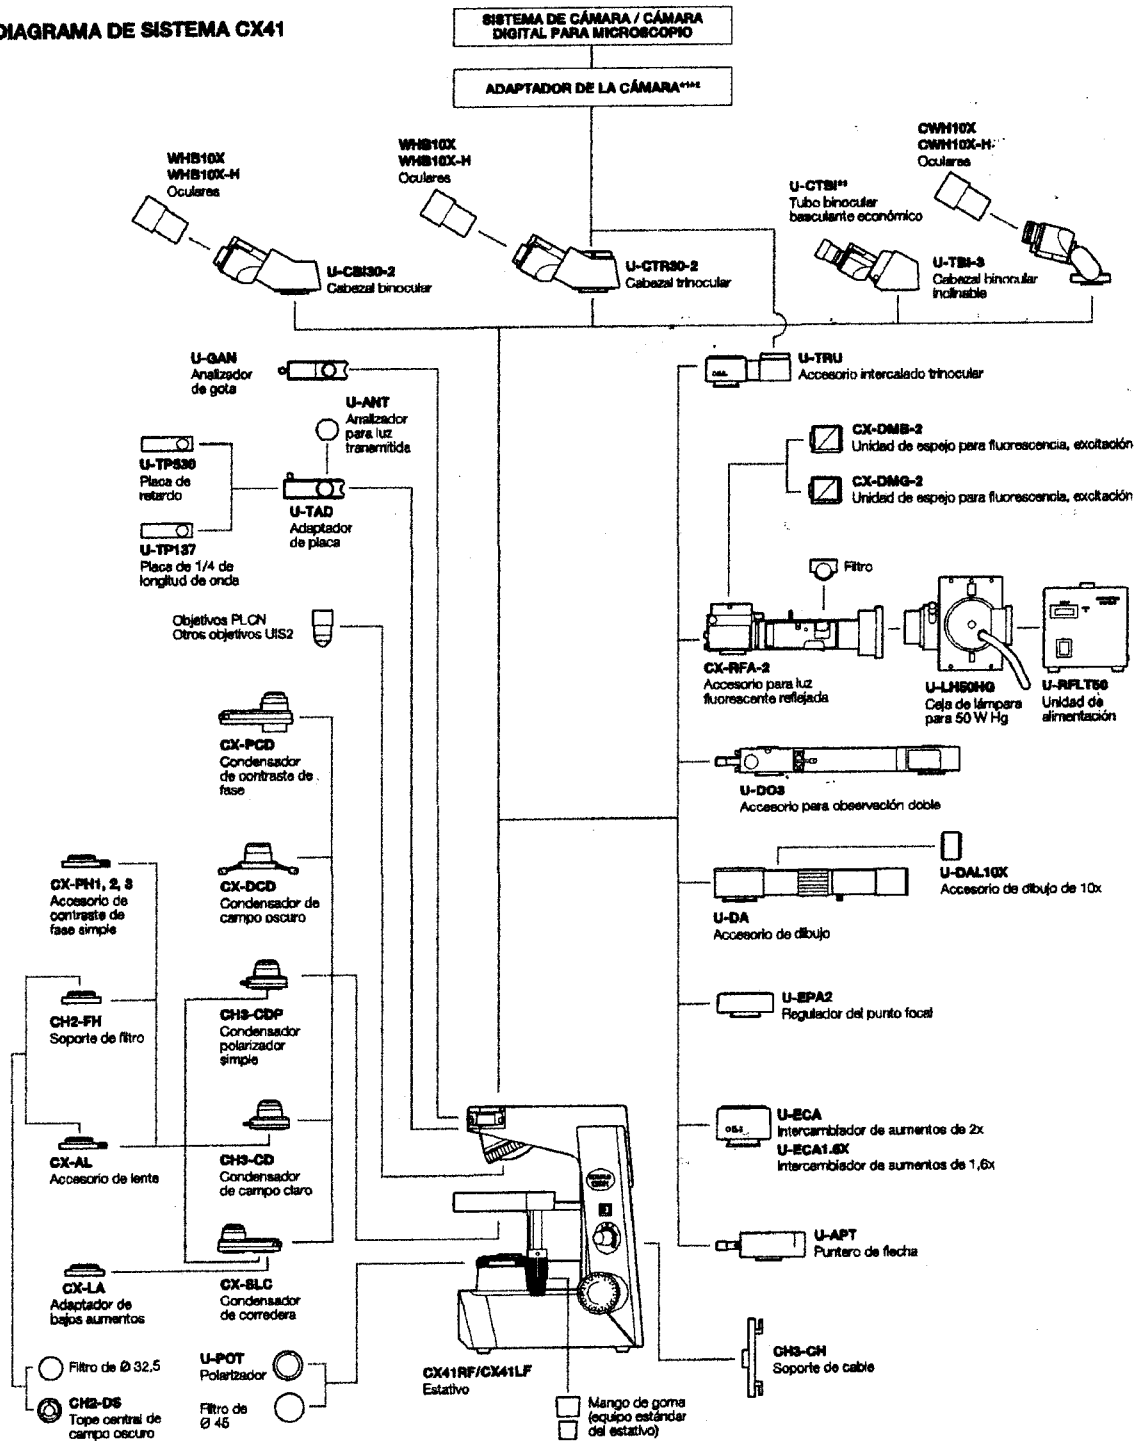 DIAGRAMA DE SISTEMA CX41
SISTEMA DE CÁMARA / CÁMARA
DIGITAL PARA MICROSCOPIO
ADAPTADOR DE LA CÁMARA*1*2
WHB10X
WHB10X-H
Oculares
U-CBI30-2
Cabezal binocular
WHB10X
WHB10X-H
Oculares
U-CTR30-2
Cabezal trinocular
U-CTBI
Tubo binocular
basculante económico
CWH10X
CWH10X-H
Oculares
U-TBI-3
Cabezal binocular
inclinable
U-GAN
Analizador
de gota
U-ANT
Analizador
para luz
transmitida
U-TP530
Placa de
retardo
U-TAD
Adaptador
de placa
U-TP137
Placa de 1/4 de
longitud de onda
Objetivos PLCN
Otros objetivos UIS2
CX-PCD
Condensador
de contraste de
fase
CX-PH1, 2, 3
Accesorio de
contraste de
fase simple
CX-DCD
Condensador de
campo oscuro
CH2-FH
Soporte de filtro
CH3-CDP
Condensador
polarizador
simple
CX-AL
Accesorio de lente
CH3-CD
Condensador
de campo claro
CX-LA
Adaptador de
bajos aumentos
CX-SLC
Condensador
de corredera
Filtro de Ø 32,5
CH2-DS
Tope central de
campo oscuro
U-POT
Polarizador
Filtro de
Ø 45
CX41RF/CX41LF
Estativo
Mango de goma
(equipo estándar
del estativo)
U-TRU
Accesorio intercalado trinocular
CX-DMB-2
Unidad de espejo para fluorescencia, excitación
CX-DMG-2
Unidad de espejo para fluorescencia, excitación
Filtro
CX-RFA-2
Accesorio para luz
fluorescente reflejada
U-LH50HG
Caja de lámpara
para 50 W Hg
U-RFLT50
Unidad de
alimentación
U-DO3
Accesorio para observación doble
U-DAL10X
Accesorio de dibujo de 10x
U-DA
Accesorio de dibujo
U-EPA2
Regulador del punto focal
U-ECA
Intercambiador de aumentos de 2x
U-ECA1.6X
Intercambiador de aumentos de 1,6x
U-APT
Puntero de flecha
CH3-CH
Soporte de cable